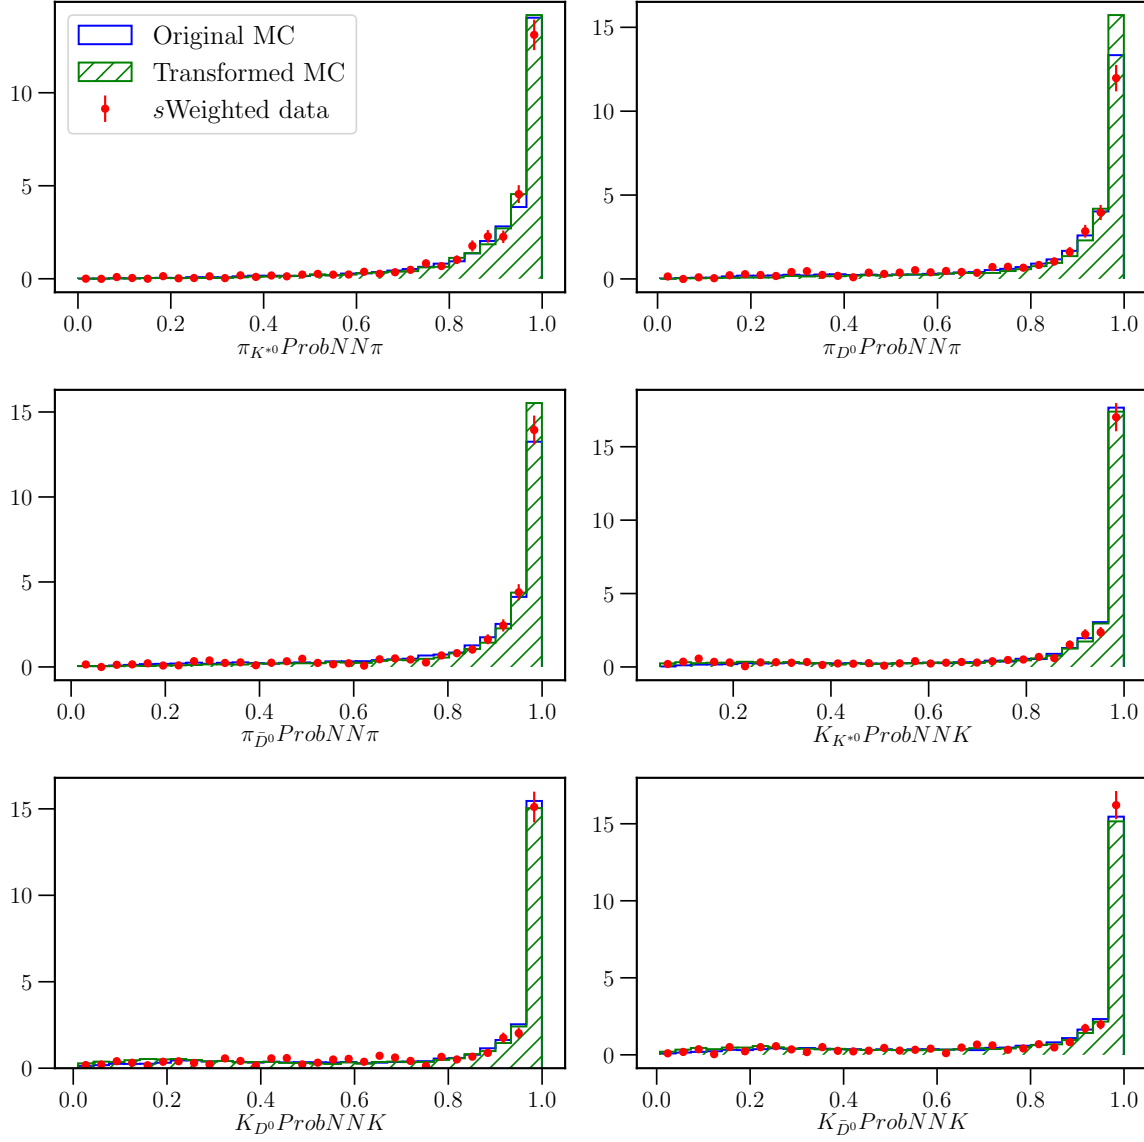 Original MC
Transformed MC
sWeighted data
10
5
0
0.0 0.2 0.4 0.6 0.8 1.0
π_{K^{*0}}ProbNNπ
15
10
5
0
0.0 0.2 0.4 0.6 0.8 1.0
π_{D^0}ProbNNπ
15
10
5
0
0.0 0.2 0.4 0.6 0.8 1.0
π_{\bar{D}^0}ProbNNπ
15
10
5
0
0.2 0.4 0.6 0.8 1.0
K_{K^{*0}}ProbNNK
15
10
5
0
0.0 0.2 0.4 0.6 0.8 1.0
K_{D^0}ProbNNK
15
10
5
0
0.0 0.2 0.4 0.6 0.8 1.0
K_{\bar{D}^0}ProbNNK